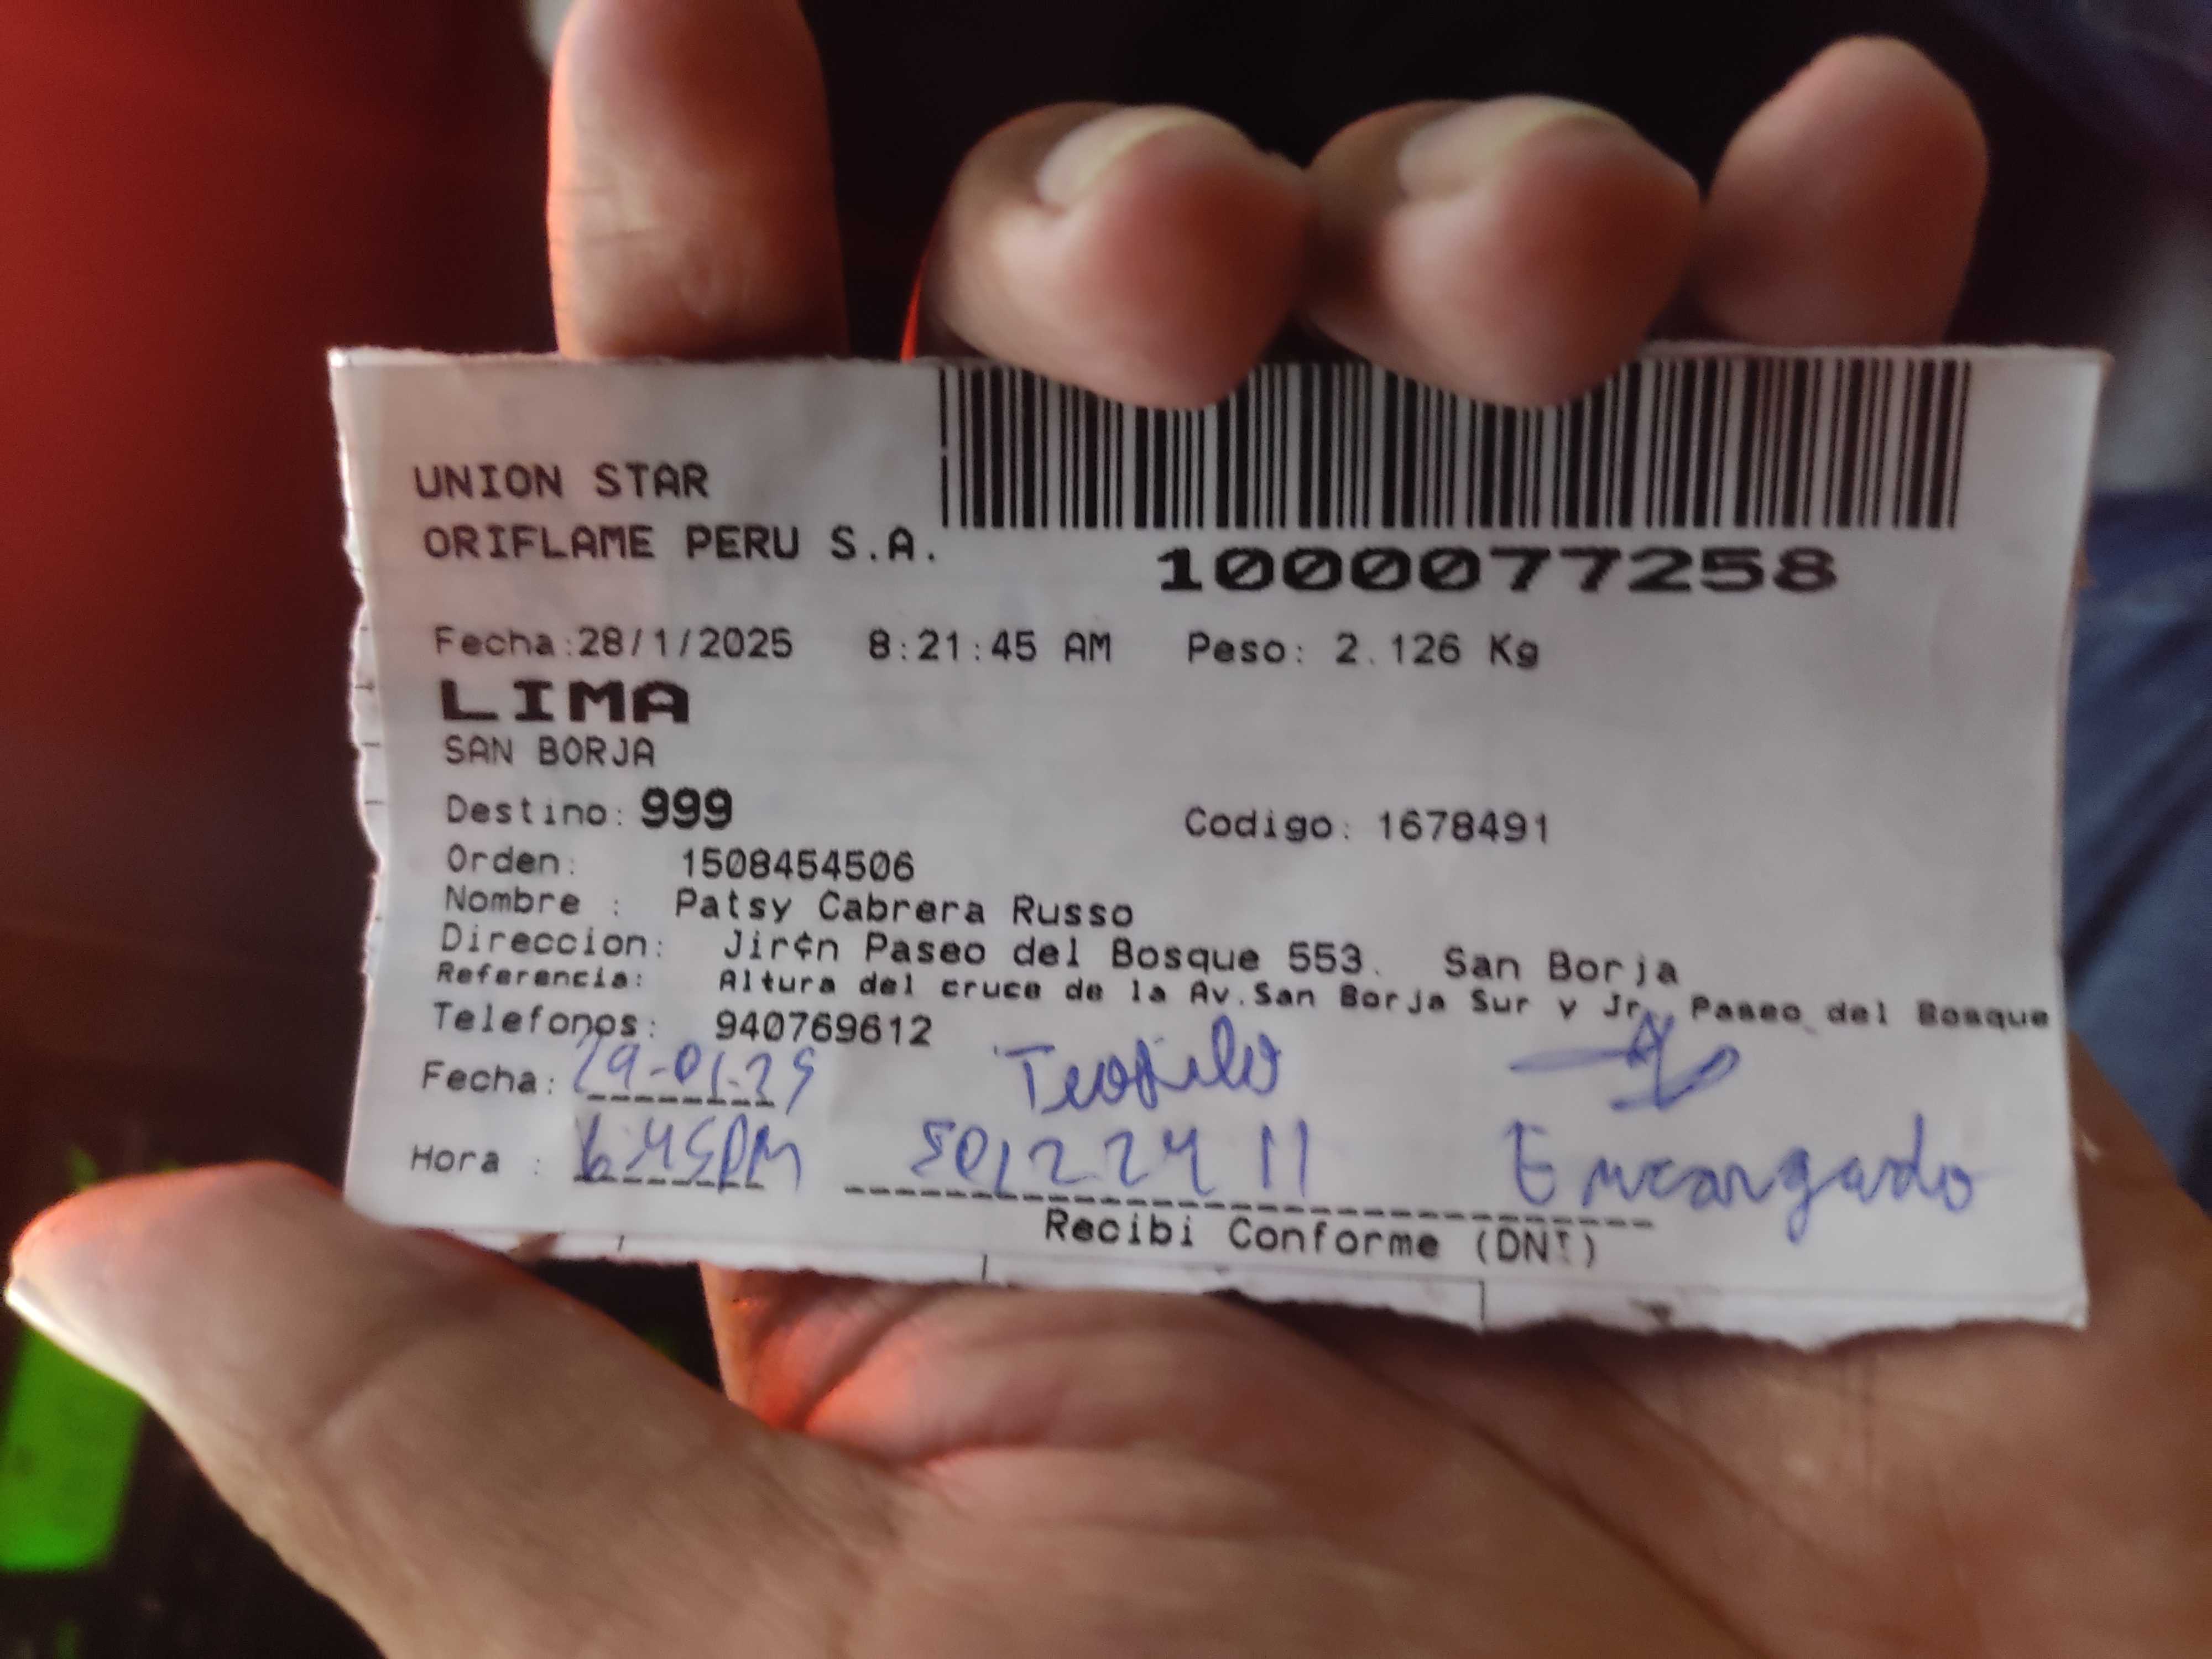 UNION STAR
ORIFLAME PERU S.A.
1000077258
Fecha:28/1/2025 8:21:45 AM Peso: 2.126 Kg
LIMA
SAN BORJA
Destino: 999 Codigo: 1678491
Orden: 1508454506
Nombre : Patsy Cabrera Russo
Direccion: Jir¢n Paseo del Bosque 553. San Borja
Referencia: Altura del cruce de la Av.San Borja Sur y Jr. Paseo del Bosque
Telefonos: 940769612
Fecha: 29-01-25 Teofilo
Hora : 6:45PM Encargado
Recibi Conforme (DNI)